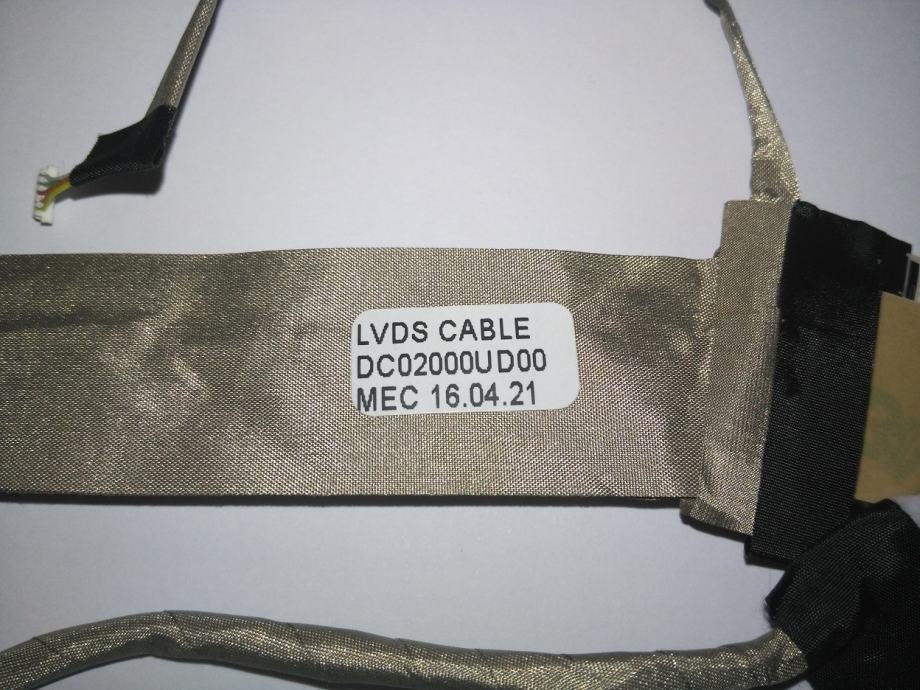 LVDS CABLE
DC02000UD00
MEC 16.04.21